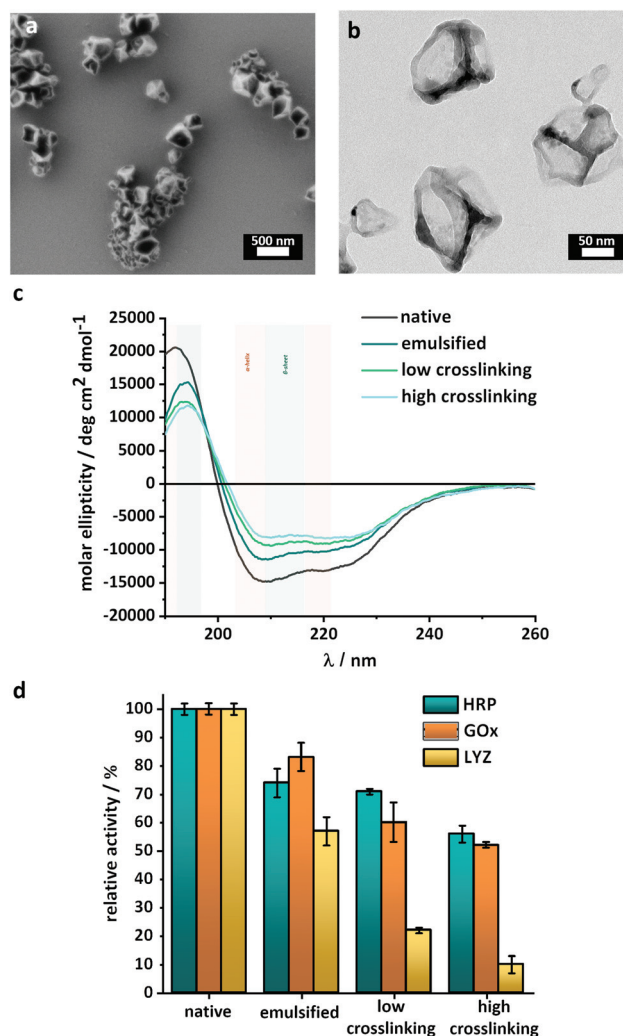 a
500 nm
b
50 nm
c
molar ellipticity / deg cm² dmol⁻¹
25000
20000
15000
10000
5000
0
-5000
-10000
-15000
-20000
α-helix
β-sheet
native
emulsified
low crosslinking
high crosslinking
200
220
240
260
λ / nm
d
relative activity / %
100
90
80
70
60
50
40
30
20
10
0
HRP
GOx
LYZ
native
emulsified
low
crosslinking
high
crosslinking